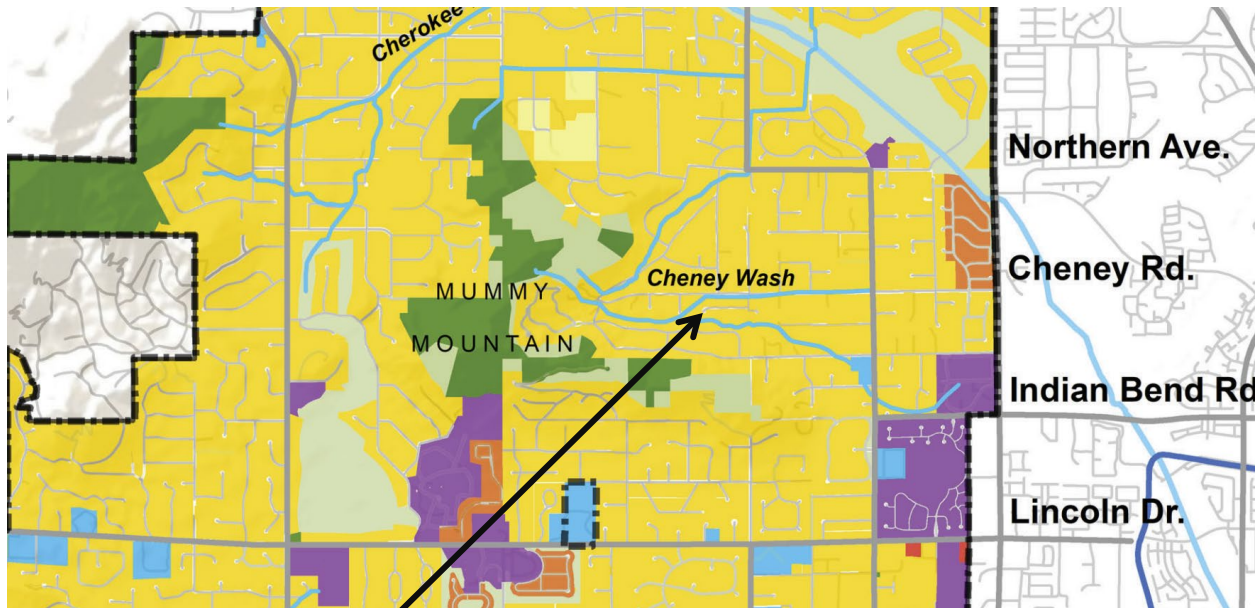 Cherokee
Northern Ave.
Cheney Rd.
Cheney Wash
MUMMY
MOUNTAIN
Indian Bend Rd
Lincoln Dr.